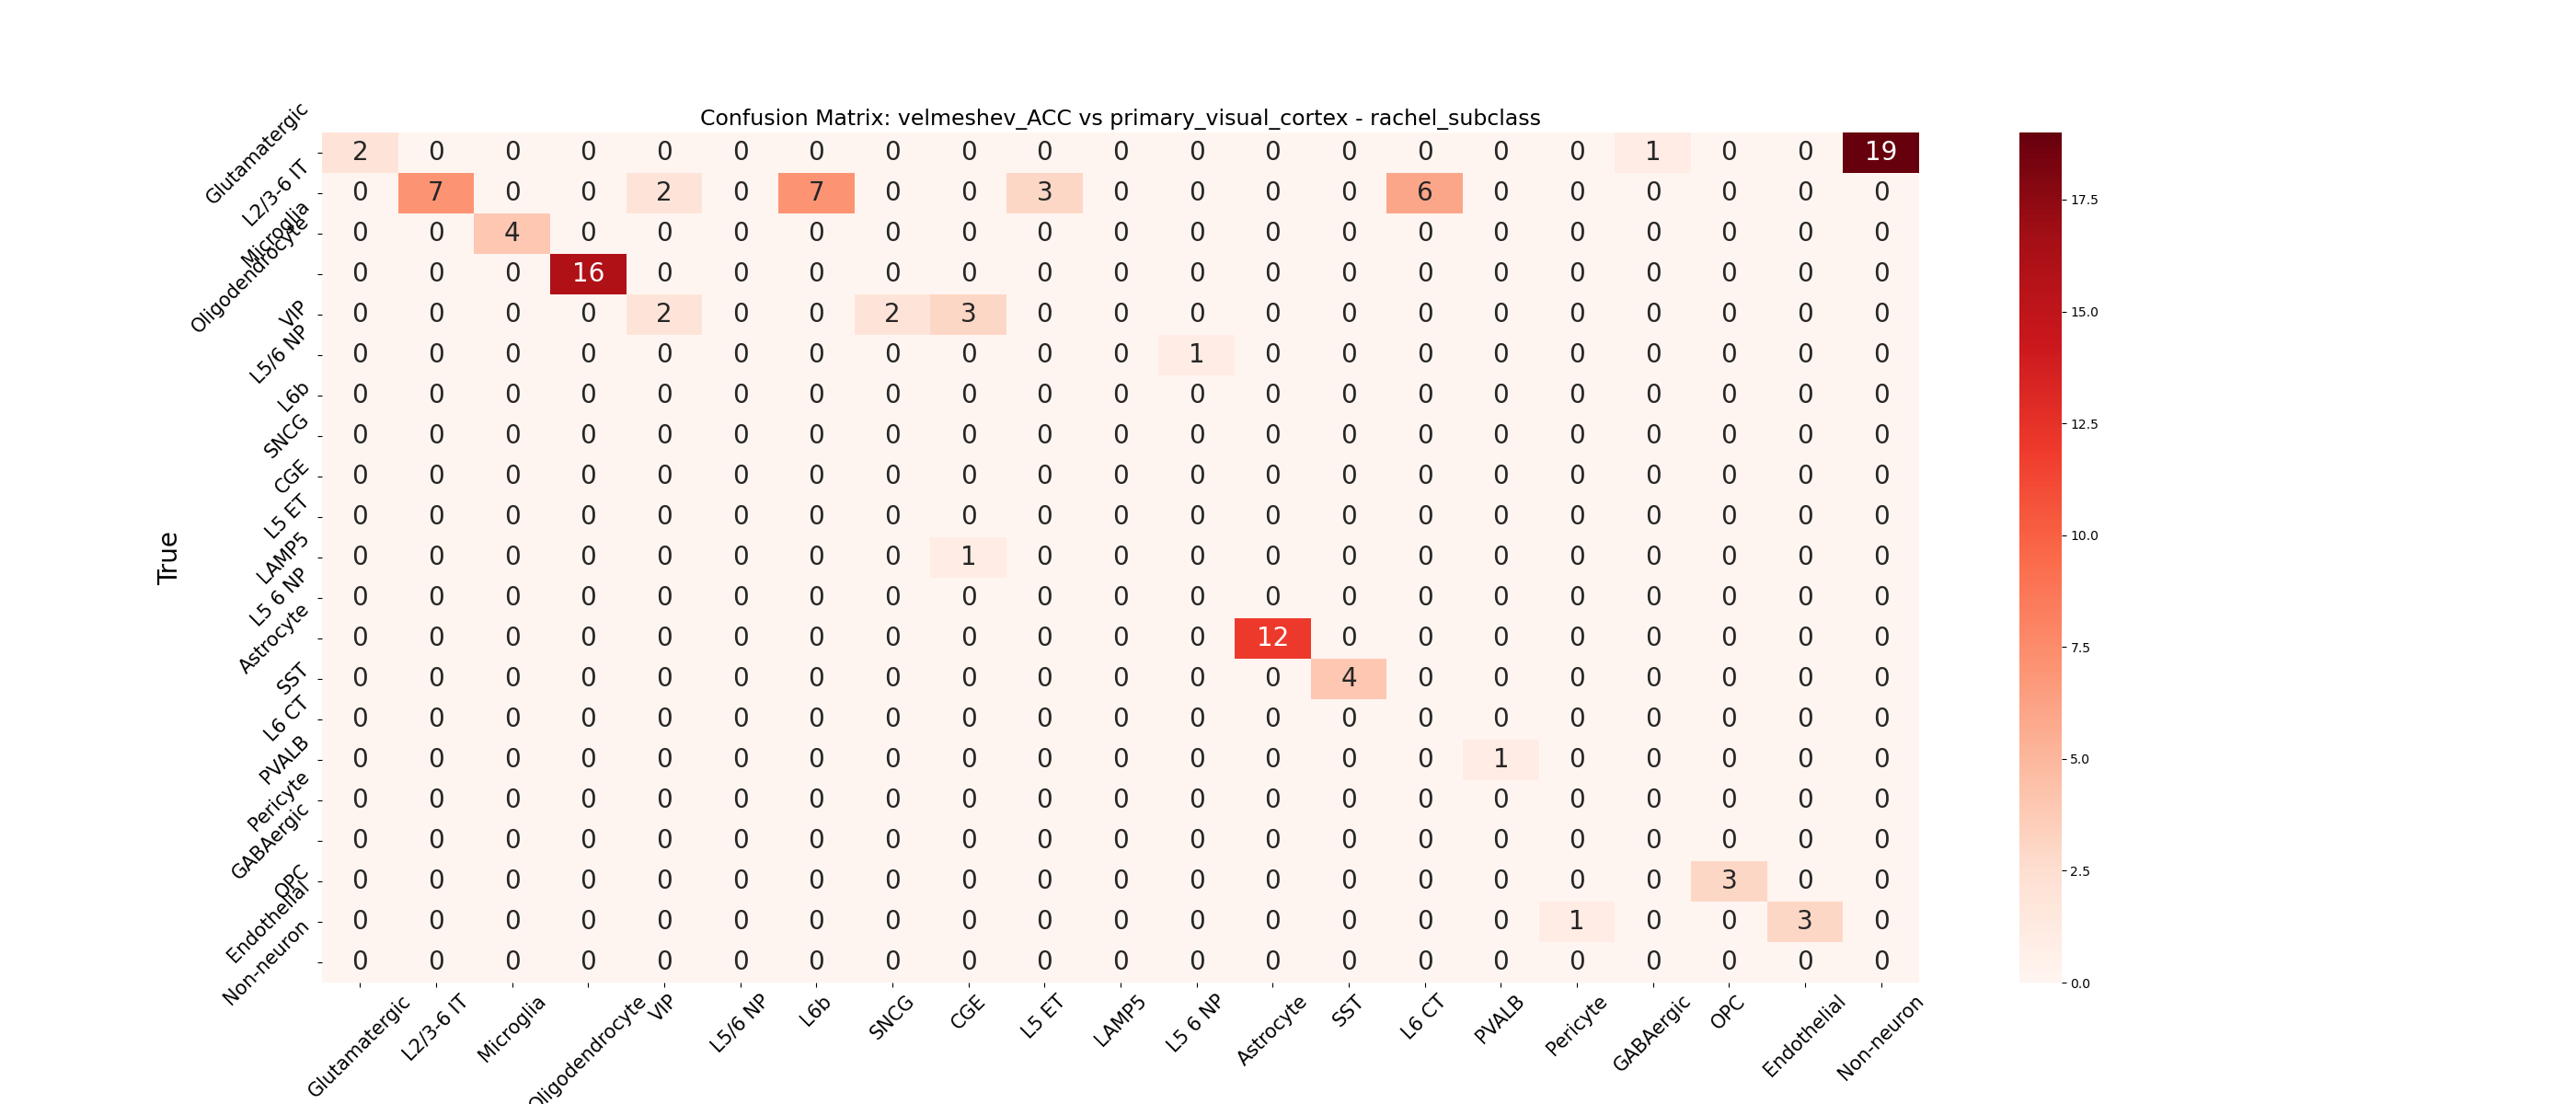 Confusion Matrix: velmeshev_ACC vs primary_visual_cortex - rachel_subclass
True
Glutamatergic 2 0 0 0 0 0 0 0 0 0 0 0 0 0 0 0 0 1 0 0 19
L2/3-6 IT 0 7 0 0 2 0 7 0 0 3 0 0 0 0 6 0 0 0 0 0 0
Microglia 0 0 4 0 0 0 0 0 0 0 0 0 0 0 0 0 0 0 0 0 0
Oligodendrocyte 0 0 0 16 0 0 0 0 0 0 0 0 0 0 0 0 0 0 0 0 0
VIP 0 0 0 0 2 0 0 2 3 0 0 0 0 0 0 0 0 0 0 0 0
L5/6 NP 0 0 0 0 0 0 0 0 0 0 0 1 0 0 0 0 0 0 0 0 0
L6b 0 0 0 0 0 0 0 0 0 0 0 0 0 0 0 0 0 0 0 0 0
SNCG 0 0 0 0 0 0 0 0 0 0 0 0 0 0 0 0 0 0 0 0 0
CGE 0 0 0 0 0 0 0 0 0 0 0 0 0 0 0 0 0 0 0 0 0
L5 ET 0 0 0 0 0 0 0 0 0 0 0 0 0 0 0 0 0 0 0 0 0
LAMP5 0 0 0 0 0 0 0 0 1 0 0 0 0 0 0 0 0 0 0 0 0
L5 6 NP 0 0 0 0 0 0 0 0 0 0 0 0 0 0 0 0 0 0 0 0 0
Astrocyte 0 0 0 0 0 0 0 0 0 0 0 0 12 0 0 0 0 0 0 0 0
SST 0 0 0 0 0 0 0 0 0 0 0 0 0 4 0 0 0 0 0 0 0
L6 CT 0 0 0 0 0 0 0 0 0 0 0 0 0 0 0 0 0 0 0 0 0
PVALB 0 0 0 0 0 0 0 0 0 0 0 0 0 0 0 1 0 0 0 0 0
Pericyte 0 0 0 0 0 0 0 0 0 0 0 0 0 0 0 0 0 0 0 0 0
GABAergic 0 0 0 0 0 0 0 0 0 0 0 0 0 0 0 0 0 0 0 0 0
OPC 0 0 0 0 0 0 0 0 0 0 0 0 0 0 0 0 0 0 3 0 0
Endothelial 0 0 0 0 0 0 0 0 0 0 0 0 0 0 0 0 1 0 0 3 0
Non-neuron 0 0 0 0 0 0 0 0 0 0 0 0 0 0 0 0 0 0 0 0 0
Glutamatergic L2/3-6 IT Microglia Oligodendrocyte VIP L5/6 NP L6b SNCG CGE L5 ET LAMP5 L5 6 NP Astrocyte SST L6 CT PVALB Pericyte GABAergic OPC Endothelial Non-neuron
17.5
15.0
12.5
10.0
7.5
5.0
2.5
0.0